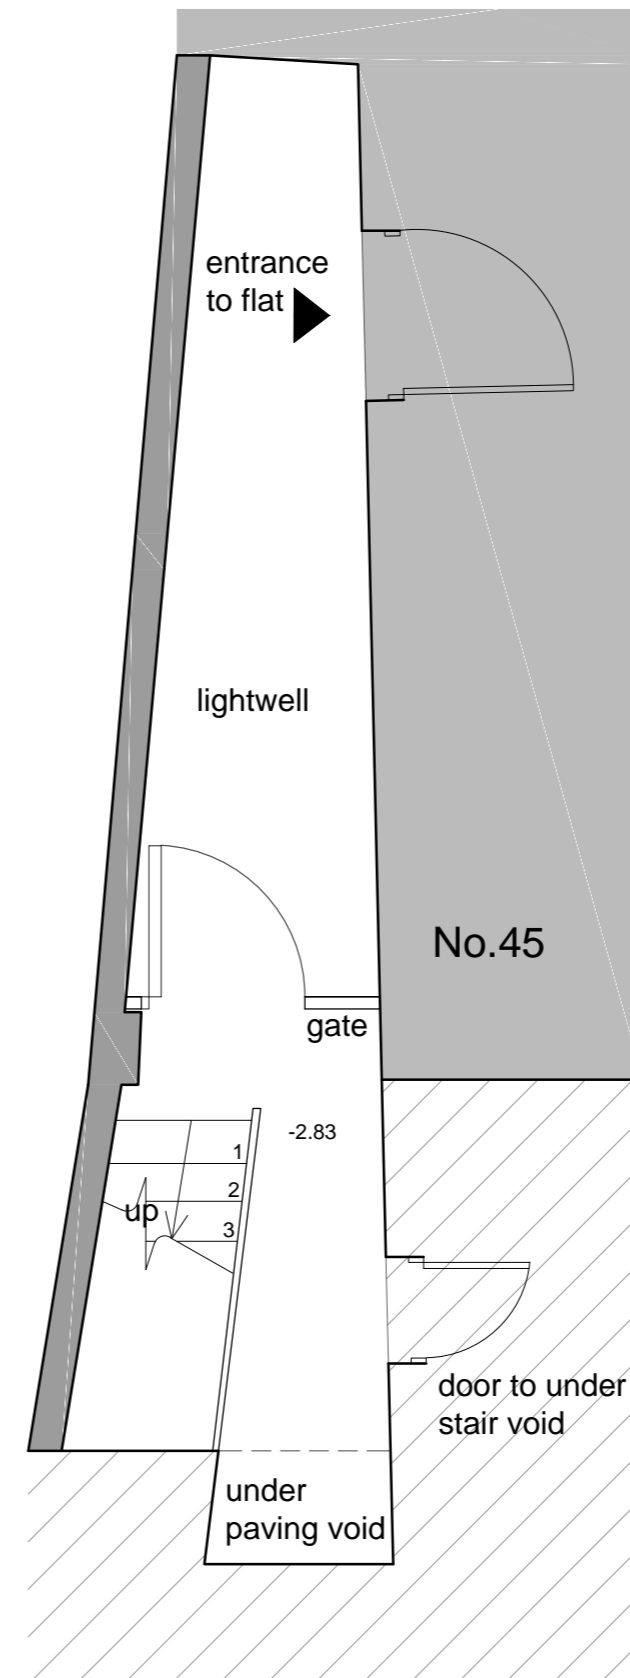 entrance
to flat
lightwell
No.45
gate
-2.83
1
2
up
3
door to under
stair void
under
paving void